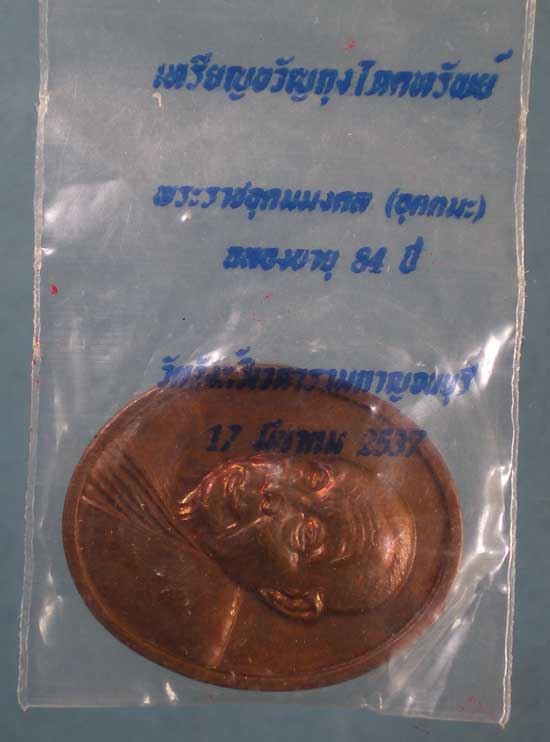 เหรียญขวัญถุงโภคทรัพย์
พระราชอุดมมงคล (อุตตมะ)
ฉลองอายุ 84 ปี
วัดวังก์วิเวการามกาญจนบุรี
17 มีนาคม 2537